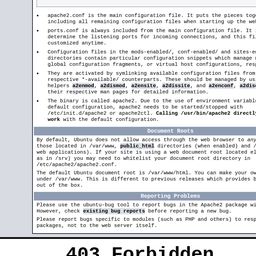 apache2.conf is the main configuration file. It puts the pieces tog
including all remaining configuration files when starting up the web
ports.conf is always included from the main configuration file. It
determine the listening ports for incoming connections, and this fi
customized anytime.
Configuration files in the mods-enabled/, conf-enabled/ and sites-e
directories contain particular configuration snippets which manage
global configuration fragments, or virtual host configurations, resp
They are activated by symlinking available configuration files from
respective *-available/ counterparts. These should be managed by us
helpers a2enmod, a2dismod, a2ensite, a2dissite, and a2enconf, a2disc
their respective man pages for detailed information.
The binary is called apache2. Due to the use of environment variable
default configuration, apache2 needs to be started/stopped with
/etc/init.d/apache2 or apache2ctl. Calling /usr/bin/apache2 directl
work with the default configuration.
Document Roots
By default, Ubuntu does not allow access through the web browser to any
those located in /var/www, public_html directories (when enabled) and /
web applications). If your site is using a web document root located el
as in /srv) you may need to whitelist your document root directory in
/etc/apache2/apache2.conf.
The default Ubuntu document root is /var/www/html. You can make your ow
under /var/www. This is different to previous releases which provides b
out of the box.
Reporting Problems
Please use the ubuntu-bug tool to report bugs in the Apache2 package wi
However, check existing bug reports before reporting a new bug.
Please report bugs specific to modules (such as PHP and others) to resp
packages, not to the web server itself.
403 Forbidden